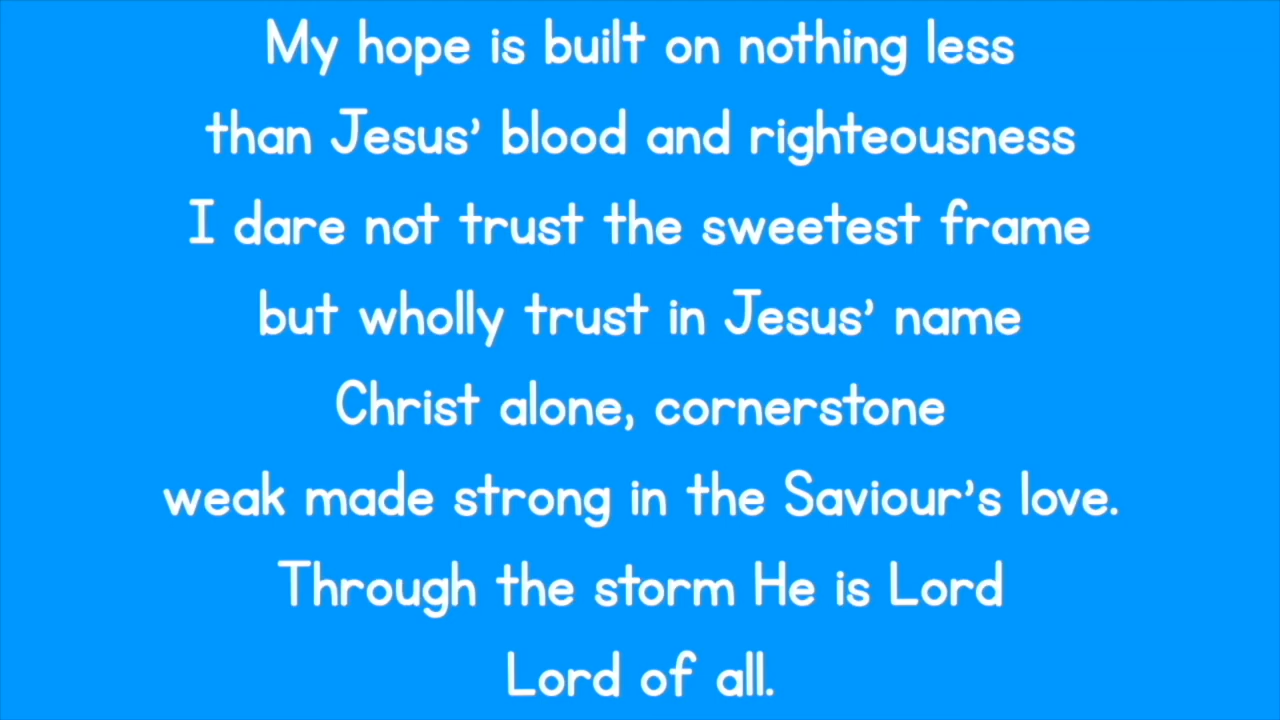 My hope is built on nothing less
than Jesus’ blood and righteousness
I dare not trust the sweetest frame
but wholly trust in Jesus’ name
Christ alone, cornerstone
weak made strong in the Saviour’s love.
Through the storm He is Lord
Lord of all.